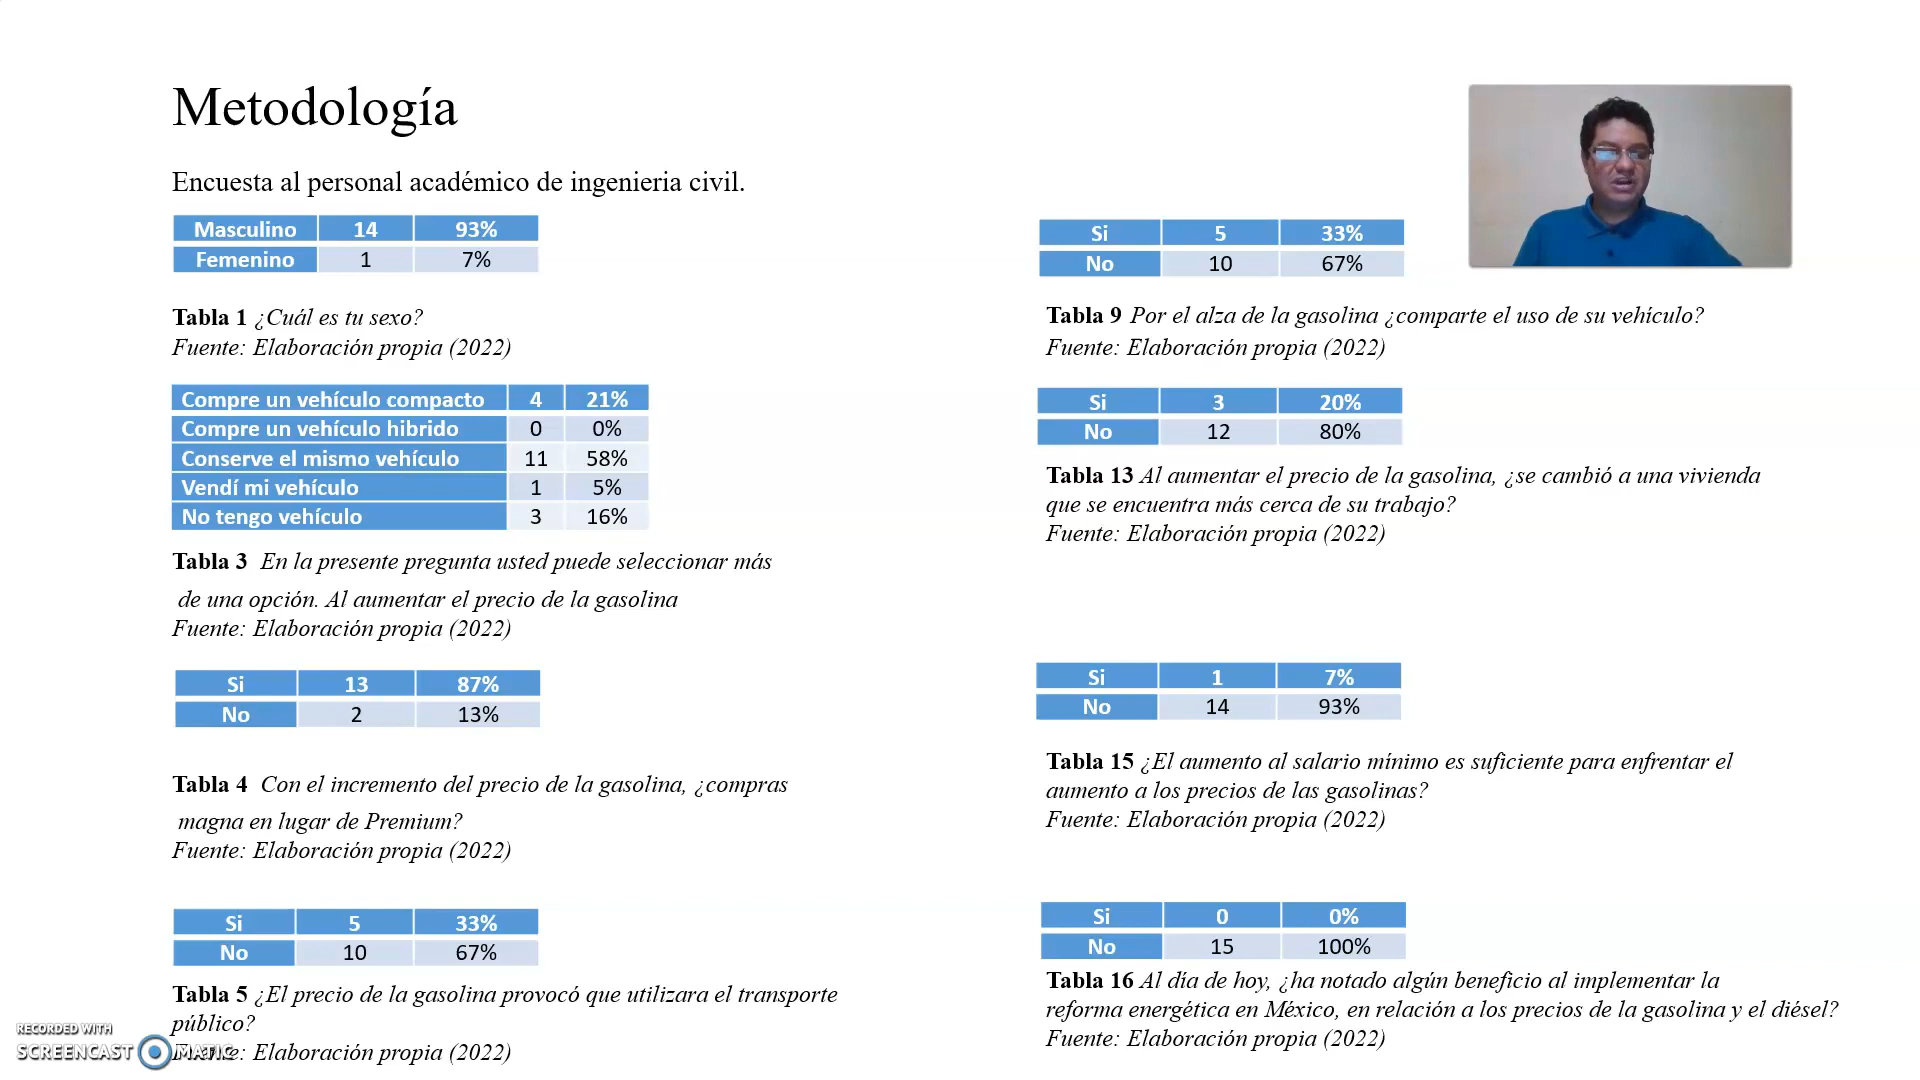 Metodología
Encuesta al personal académico de ingenieria civil.
Masculino 14 93%
Femenino 1 7%
Tabla 1 ¿Cuál es tu sexo?
Fuente: Elaboración propia (2022)
Compre un vehículo compacto 4 21%
Compre un vehículo hibrido 0 0%
Conserve el mismo vehículo 11 58%
Vendí mi vehículo 1 5%
No tengo vehículo 3 16%
Tabla 3 En la presente pregunta usted puede seleccionar más
de una opción. Al aumentar el precio de la gasolina
Fuente: Elaboración propia (2022)
Si 13 87%
No 2 13%
Tabla 4 Con el incremento del precio de la gasolina, ¿compras
magna en lugar de Premium?
Fuente: Elaboración propia (2022)
Si 5 33%
No 10 67%
Tabla 5 ¿El precio de la gasolina provocó que utilizara el transporte
público?
Fuente: Elaboración propia (2022)
Si 5 33%
No 10 67%
Tabla 9 Por el alza de la gasolina ¿comparte el uso de su vehículo?
Fuente: Elaboración propia (2022)
Si 3 20%
No 12 80%
Tabla 13 Al aumentar el precio de la gasolina, ¿se cambió a una vivienda
que se encuentra más cerca de su trabajo?
Fuente: Elaboración propia (2022)
Si 1 7%
No 14 93%
Tabla 15 ¿El aumento al salario mínimo es suficiente para enfrentar el
aumento a los precios de las gasolinas?
Fuente: Elaboración propia (2022)
Si 0 0%
No 15 100%
Tabla 16 Al día de hoy, ¿ha notado algún beneficio al implementar la
reforma energética en México, en relación a los precios de la gasolina y el diésel?
Fuente: Elaboración propia (2022)
RECORDED WITH
SCREENCAST MATIC